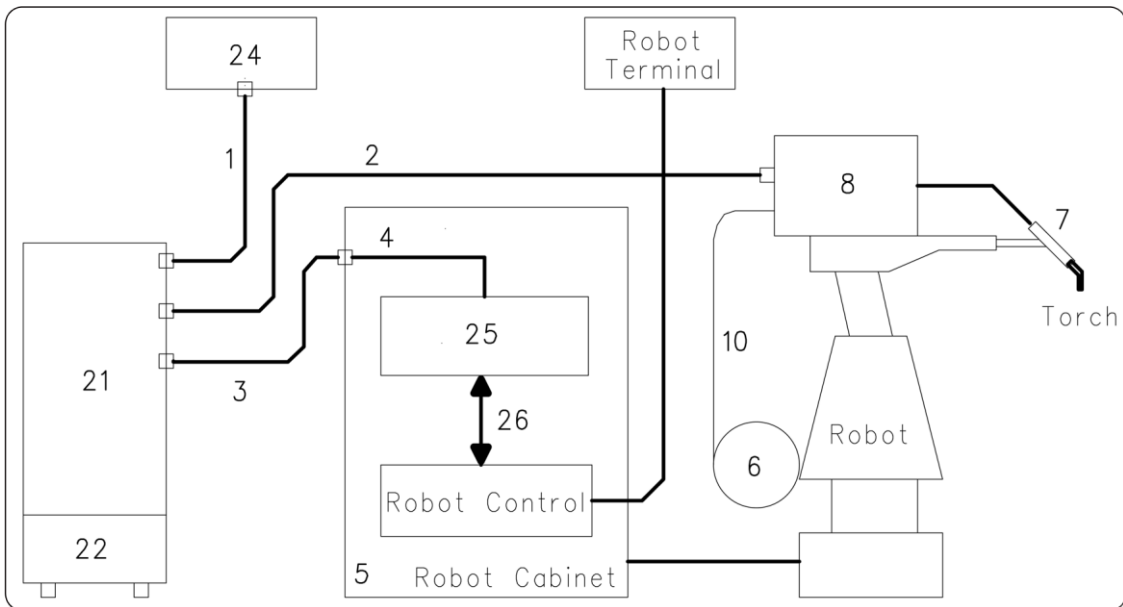 24
Robot
Terminal
1
2
8
7
4
25
Torch
10
21
3
26
Robot
6
Robot Control
22
5
Robot Cabinet